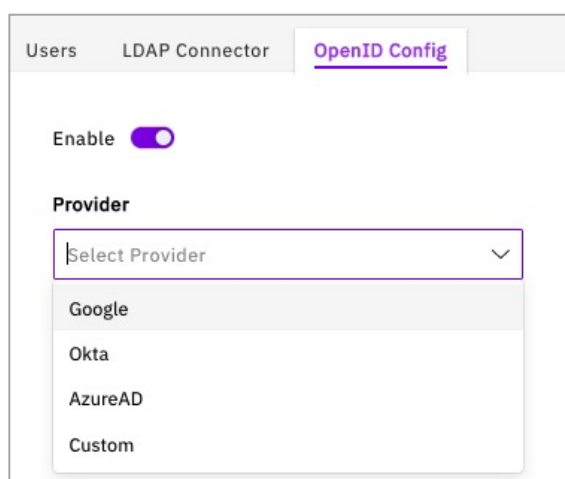 Users LDAP Connector OpenID Config
Enable
Provider
Select Provider
Google
Okta
AzureAD
Custom